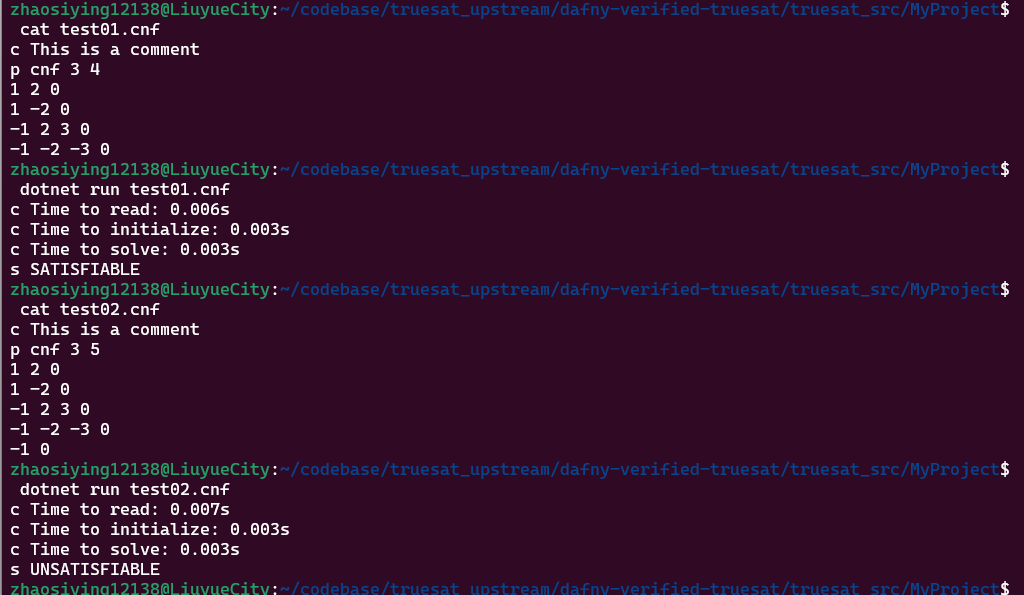 zhaosiying12138@LiuyueCity:~/codebase/truesat_upstream/dafny-verified-truesat/truesat_src/MyProject$
 cat test01.cnf
c This is a comment
p cnf 3 4
1 2 0
1 -2 0
-1 2 3 0
-1 -2 -3 0
zhaosiying12138@LiuyueCity:~/codebase/truesat_upstream/dafny-verified-truesat/truesat_src/MyProject$
 dotnet run test01.cnf
c Time to read: 0.006s
c Time to initialize: 0.003s
c Time to solve: 0.003s
s SATISFIABLE
zhaosiying12138@LiuyueCity:~/codebase/truesat_upstream/dafny-verified-truesat/truesat_src/MyProject$
 cat test02.cnf
c This is a comment
p cnf 3 5
1 2 0
1 -2 0
-1 2 3 0
-1 -2 -3 0
-1 0
zhaosiying12138@LiuyueCity:~/codebase/truesat_upstream/dafny-verified-truesat/truesat_src/MyProject$
 dotnet run test02.cnf
c Time to read: 0.007s
c Time to initialize: 0.003s
c Time to solve: 0.003s
s UNSATISFIABLE
zhaosiying12138@LiuyueCity:~/codebase/truesat_upstream/dafny-verified-truesat/truesat_src/MyProject$